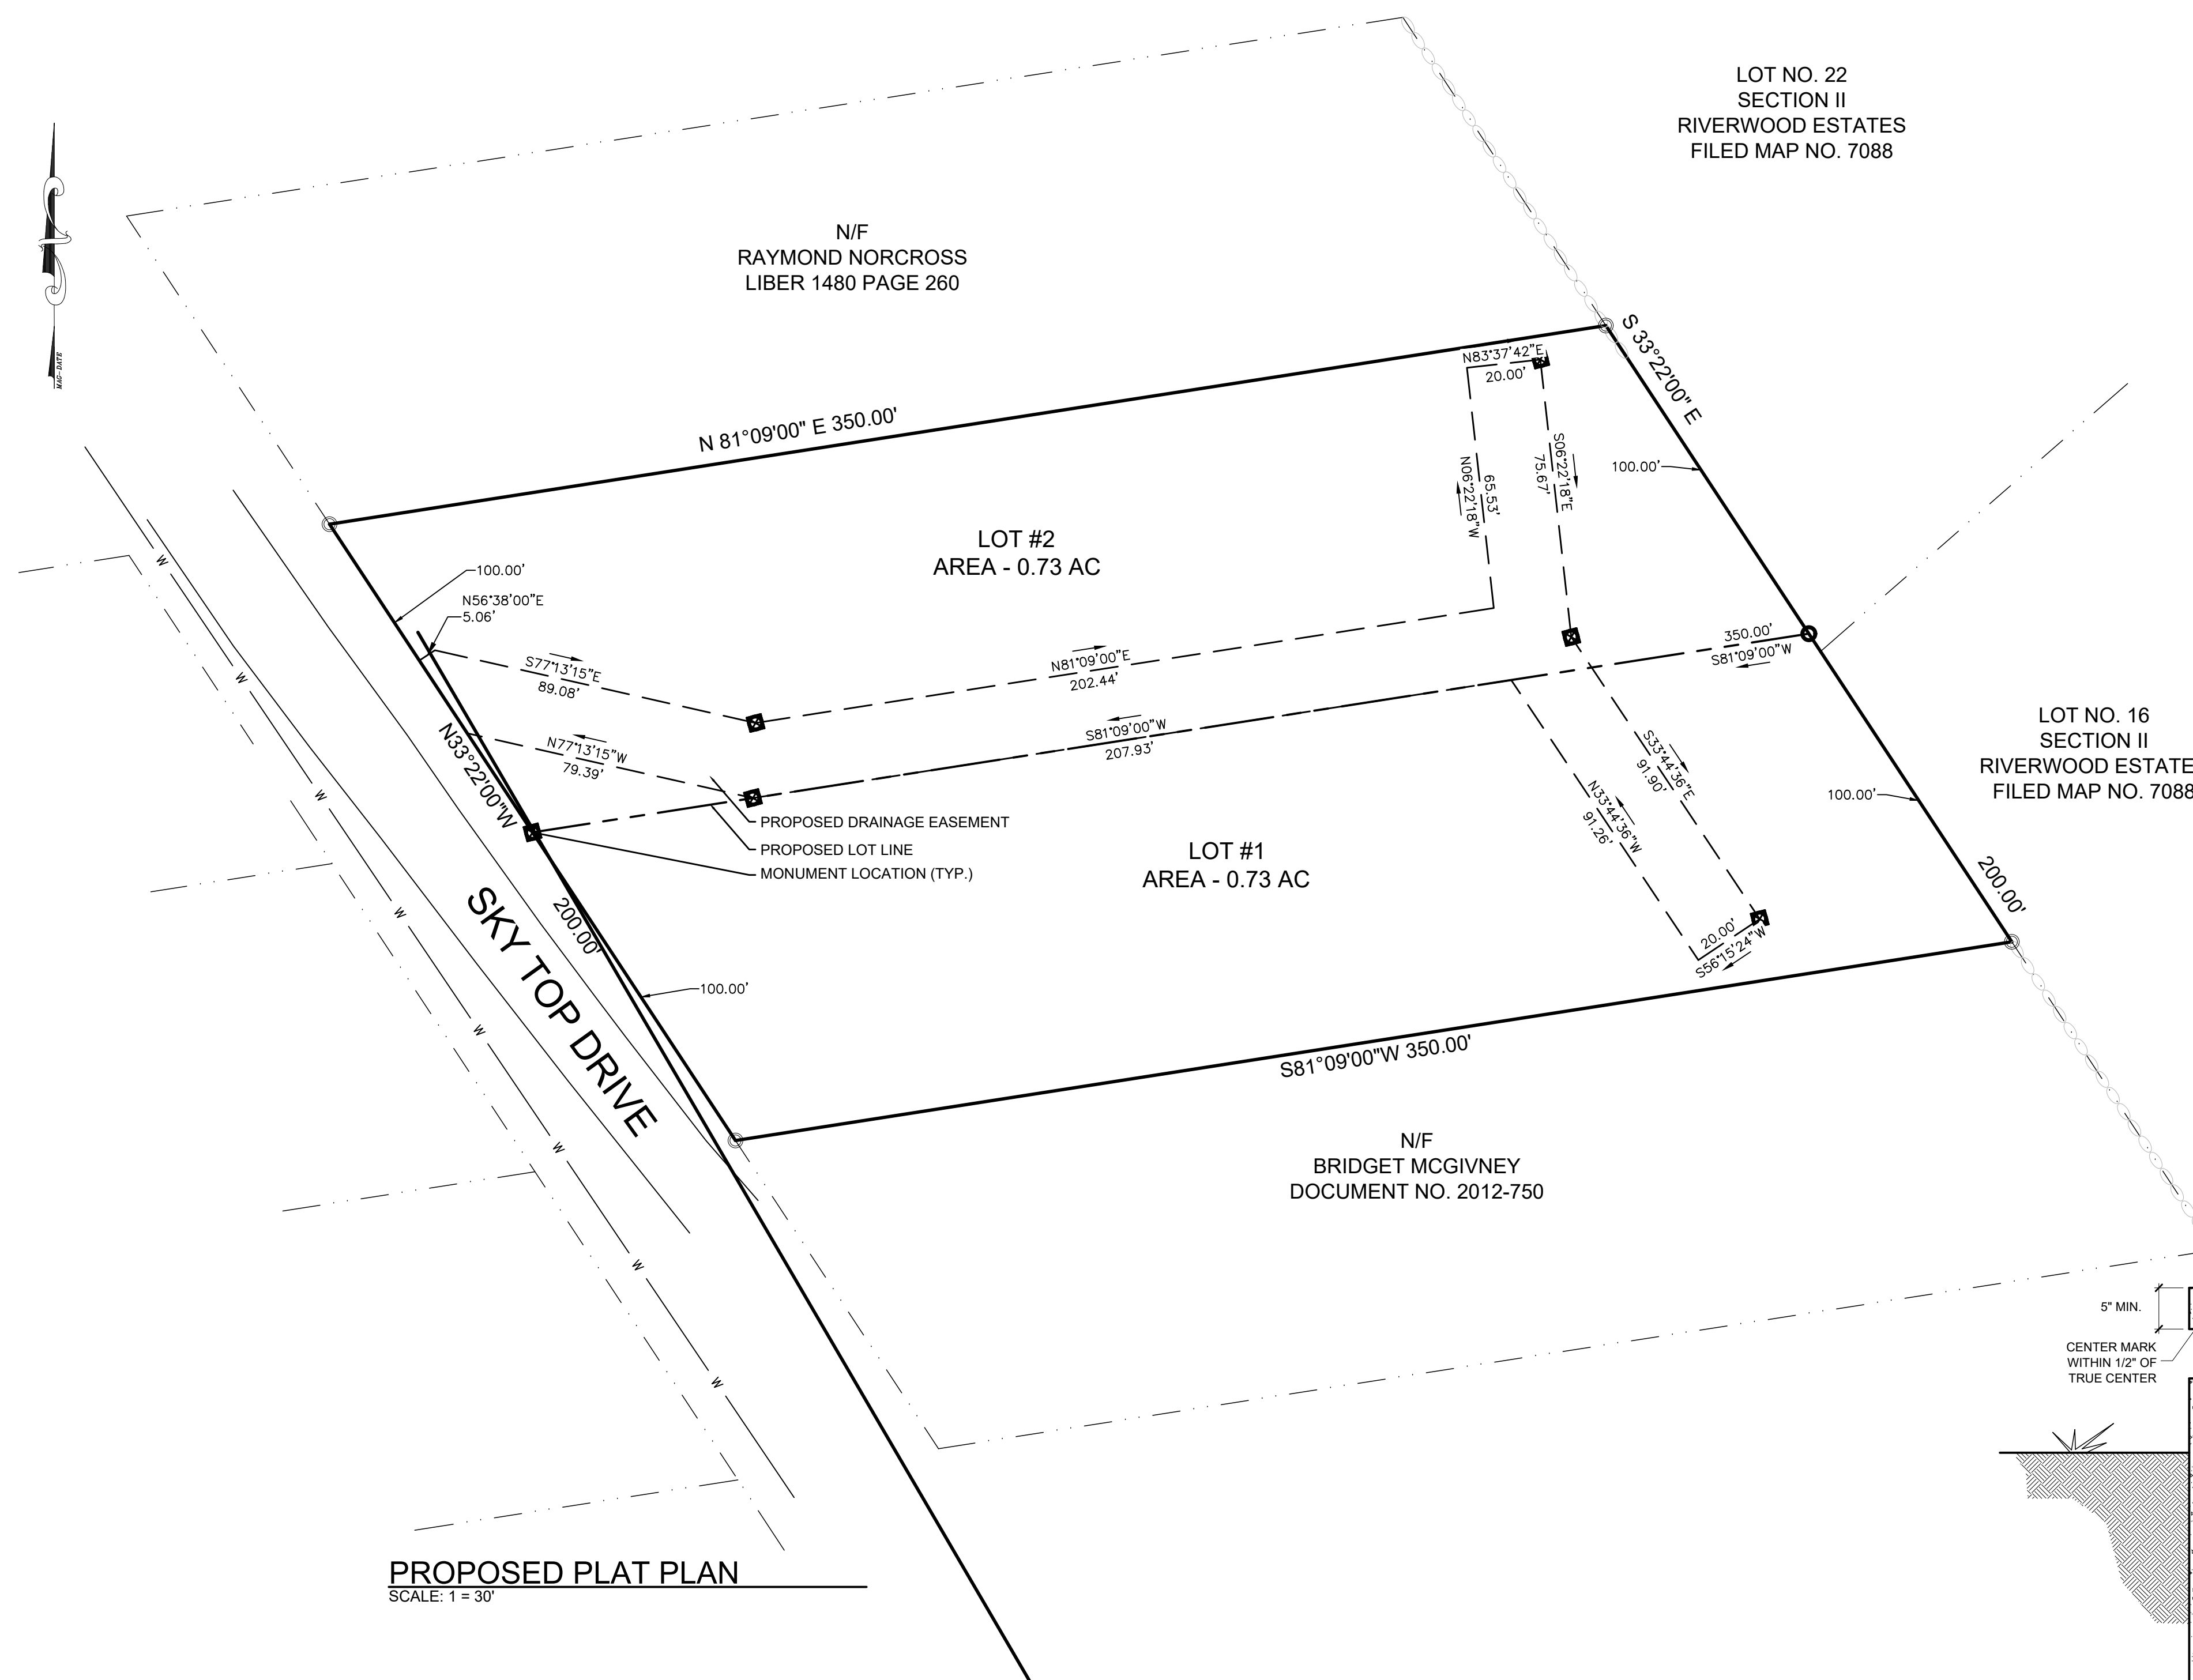 LOT NO. 22
SECTION II
RIVERWOOD ESTATES
FILED MAP NO. 7088
MAG-DATE
N/F
RAYMOND NORCROSS
LIBER 1480 PAGE 260
N 81°09'00" E 350.00'
S 33°22'00" E
N83°37'42"E
20.00'
S06°22'18"E
75.67'
N06°22'18"W
65.53'
100.00'
LOT #2
AREA - 0.73 AC
100.00'
N56°38'00"E
5.06'
S77°13'15"E
89.08'
N81°09'00"E
202.44'
350.00'
S81°09'00"W
N33°22'00"W
N77°13'15"W
79.39'
S81°09'00"W
207.93'
S33°44'36"E
91.90'
N33°44'36"W
91.26'
100.00'
LOT NO. 16
SECTION II
RIVERWOOD ESTATE
FILED MAP NO. 7088
PROPOSED DRAINAGE EASEMENT
PROPOSED LOT LINE
MONUMENT LOCATION (TYP.)
LOT #1
AREA - 0.73 AC
200.00'
20.00'
S56°15'24"W
200.00'
SKY TOP DRIVE
100.00'
S81°09'00"W 350.00'
N/F
BRIDGET MCGIVNEY
DOCUMENT NO. 2012-750
W
W
W
W
W
W
W
W
5" MIN.
CENTER MARK
WITHIN 1/2" OF
TRUE CENTER
PROPOSED PLAT PLAN
SCALE: 1 = 30'